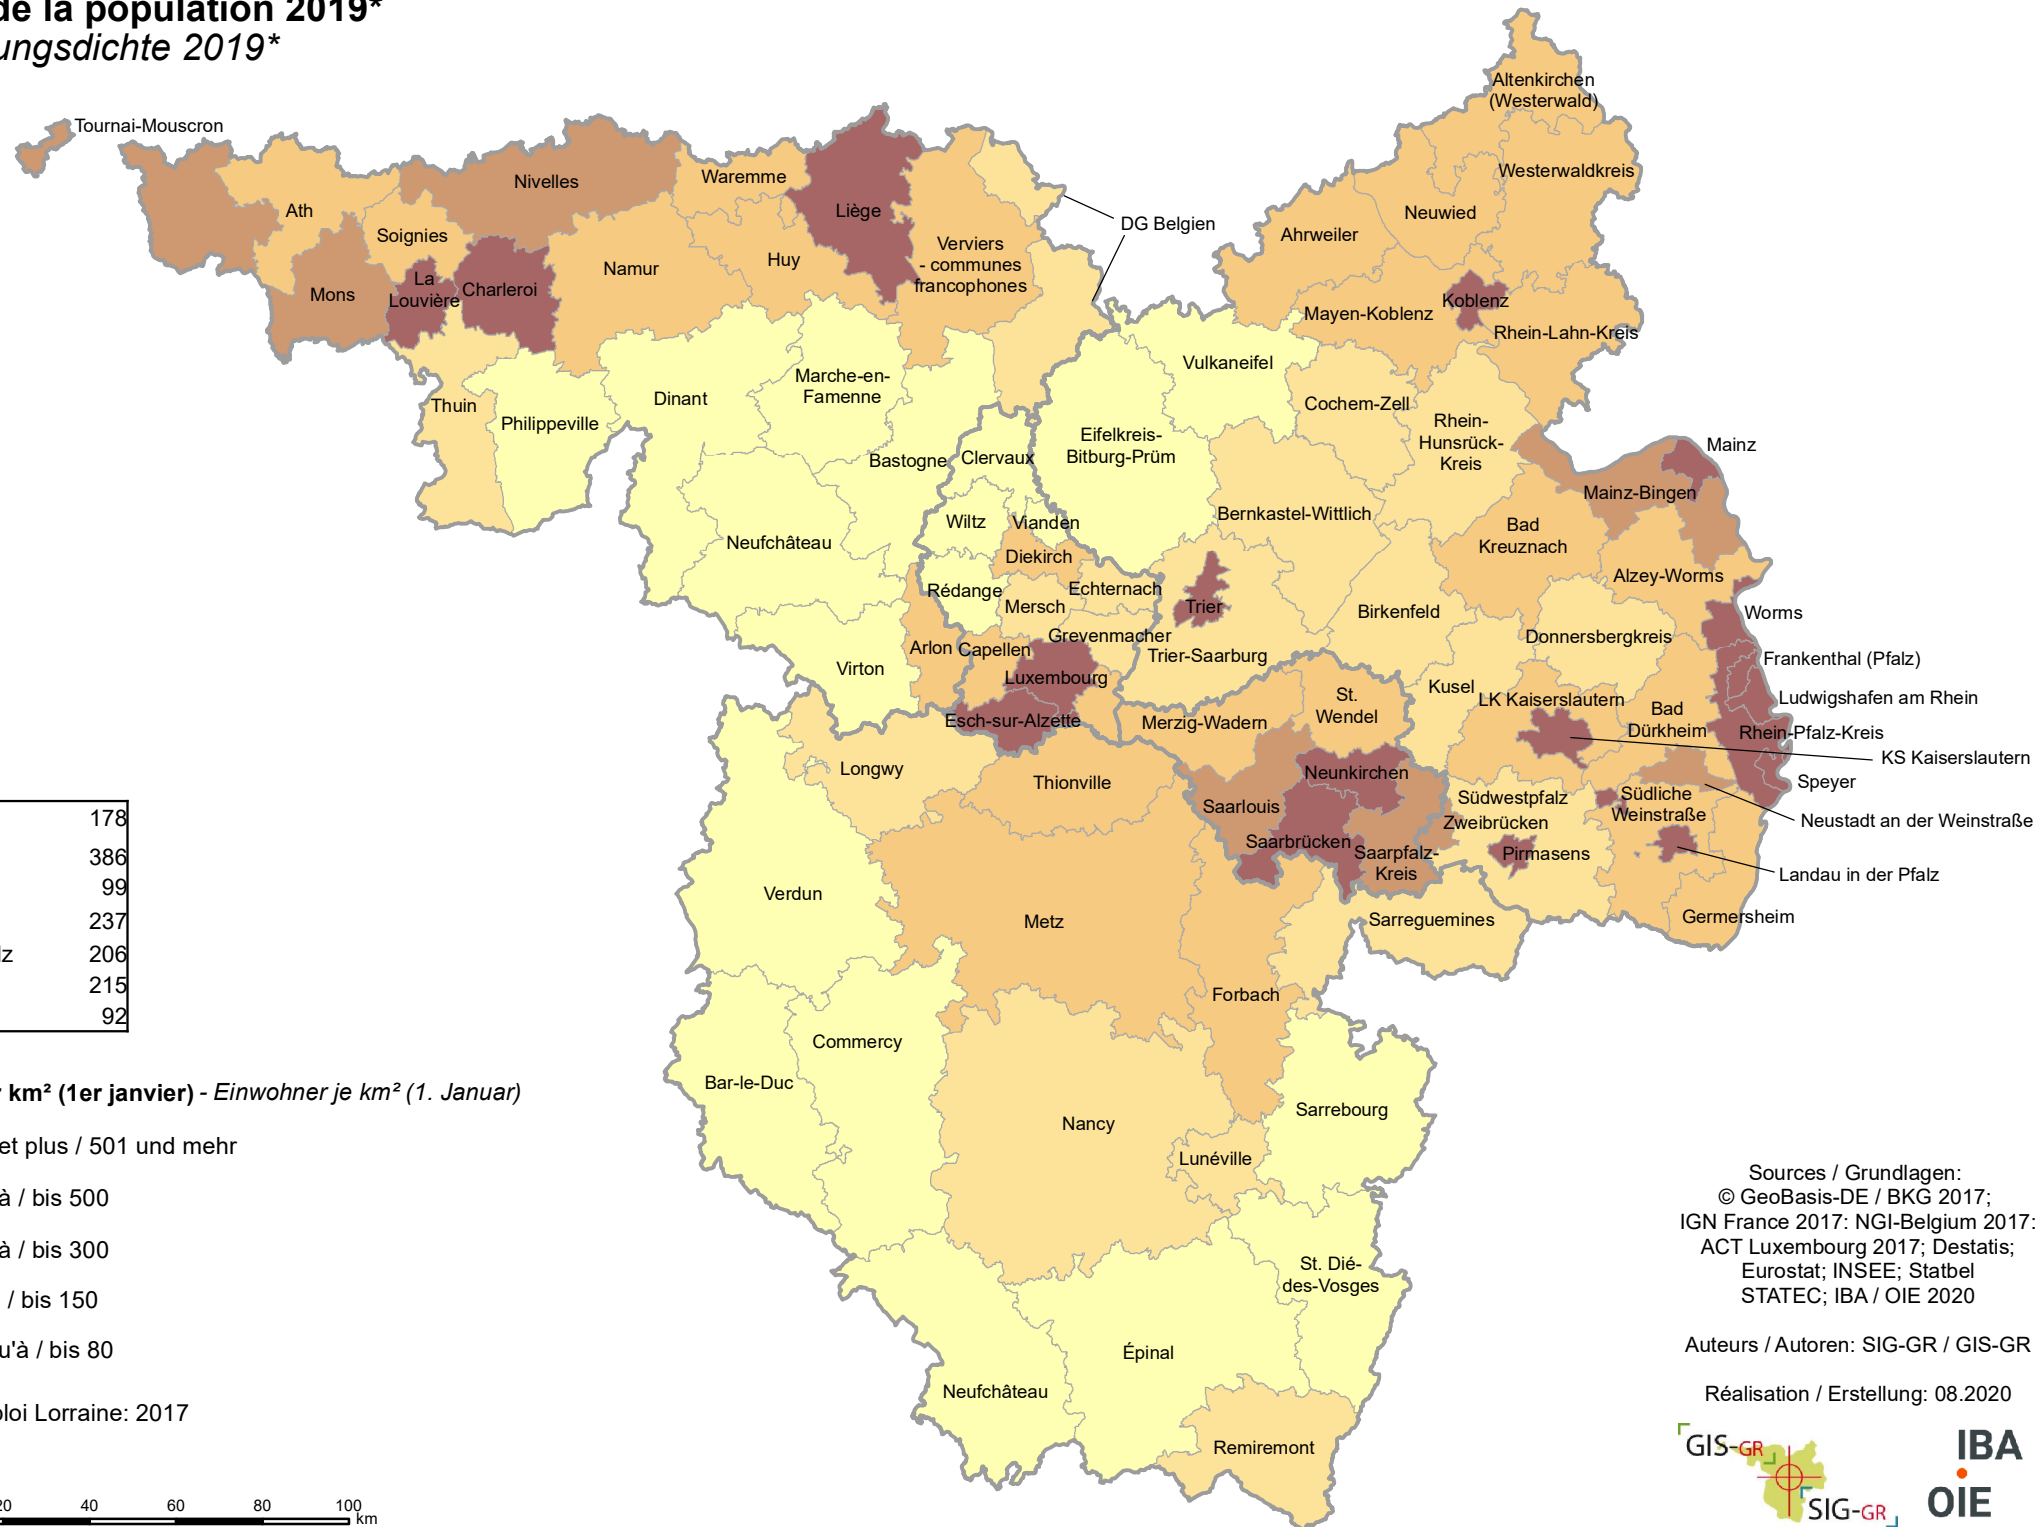 de la population 2019*
ungsdichte 2019*
Tournai-Mouscron
Ath
Soignies
Mons
La
Louvière
Charleroi
Nivelles
Namur
Waremme
Huy
Liège
Verviers
- communes
francophones
DG Belgien
Thuin
Philippeville
Dinant
Marche-en-
Famenne
Bastogne
Neufchâteau
Virton
Arlon
Clervaux
Wiltz
Vianden
Diekirch
Rédange
Mersch
Echternach
Grevenmacher
Capellen
Luxembourg
Esch-sur-Alzette
Altenkirchen
(Westerwald)
Westerwaldkreis
Neuwied
Ahrweiler
Mayen-Koblenz
Koblenz
Rhein-Lahn-Kreis
Vulkaneifel
Eifelkreis-
Bitburg-Prüm
Cochem-Zell
Rhein-
Hunsrück-
Kreis
Bernkastel-Wittlich
Mainz
Mainz-Bingen
Bad
Kreuznach
Alzey-Worms
Trier
Trier-Saarburg
Birkenfeld
Donnersbergkreis
Worms
Frankenthal (Pfalz)
Ludwigshafen am Rhein
Rhein-Pfalz-Kreis
KS Kaiserslautern
Speyer
Neustadt an der Weinstraße
Landau in der Pfalz
Kusel
LK Kaiserslautern
Bad
Dürkheim
Südliche
Weinstraße
Südwestpfalz
Zweibrücken
Pirmasens
Germersheim
Merzig-Wadern
St.
Wendel
Neunkirchen
Saarlouis
Saarbrücken
Saarpfalz-
Kreis
Longwy
Thionville
Verdun
Metz
Forbach
Sarreguemines
Bar-le-Duc
Commercy
Nancy
Lunéville
Sarrebourg
St. Dié-
des-Vosges
Épinal
Neufchâteau
Remiremont
178
386
99
237
lz 206
215
92
km² (1er janvier) - Einwohner je km² (1. Januar)
et plus / 501 und mehr
à / bis 500
à / bis 300
/ bis 150
u'à / bis 80
loi Lorraine: 2017
20 40 60 80 100
km
Sources / Grundlagen:
© GeoBasis-DE / BKG 2017;
IGN France 2017: NGI-Belgium 2017:
ACT Luxembourg 2017; Destatis;
Eurostat; INSEE; Statbel
STATEC; IBA / OIE 2020
Auteurs / Autoren: SIG-GR / GIS-GR
Réalisation / Erstellung: 08.2020
GIS-GR
SIG-GR
IBA
OIE